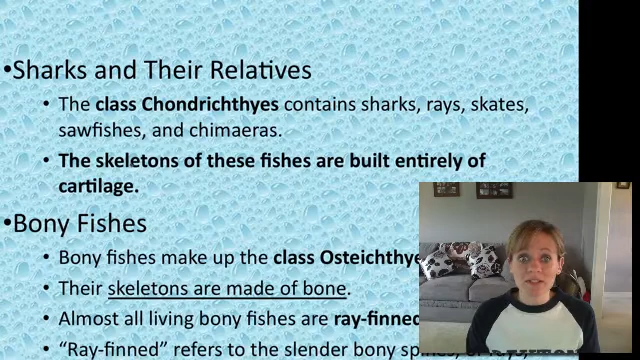 •Sharks and Their Relatives
• The class Chondrichthyes contains sharks, rays, skates,
sawfishes, and chimaeras.
• The skeletons of these fishes are built entirely of
cartilage.
•Bony Fishes
• Bony fishes make up the class Osteichthye
• Their skeletons are made of bone.
• Almost all living bony fishes are ray-finned
• “Ray-finned” refers to the slender bony